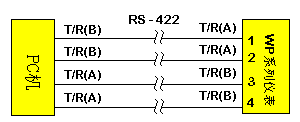 RS-422
T/R(B) T/R(A)
1
T/R(B) T/R(A)
2
T/R(A) T/R(B)
3
T/R(A) T/R(B)
4
PC机
WP系列仪表